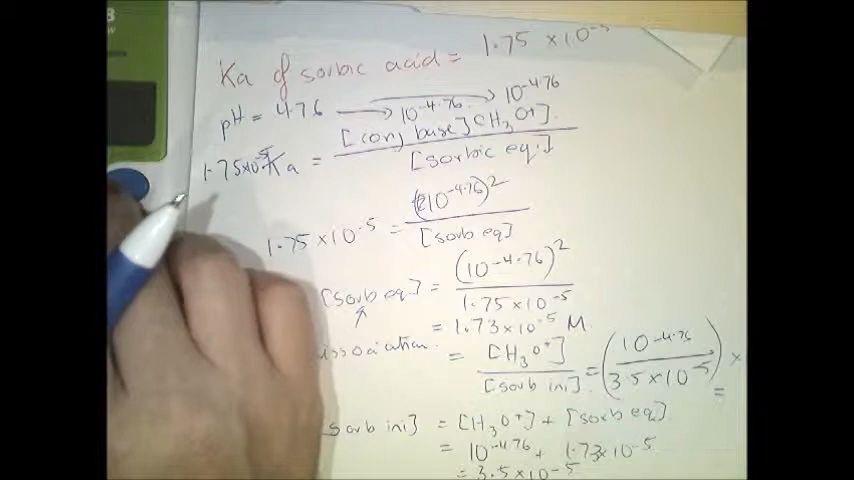 Ka of sorbic acid = 1.75 × 10⁻⁵
pH = 4.76 → 10⁻⁴·⁷⁶ → 10⁻⁴·⁷⁶
1.75×10⁻⁵ Ka = [conj base][H₃O⁺] / [sorbic eq.]
1.75 × 10⁻⁵ = (10⁻⁴·⁷⁶)² / [sorb eq]
[sorb eq] = (10⁻⁴·⁷⁶)² / 1.75 × 10⁻⁵
= 1.73 × 10⁻⁵ M
issociation. = [H₃O⁺] / [sorb ini] = (10⁻⁴·⁷⁶ / 3.5 × 10⁻⁵) ×
=
sorb ini] = [H₃O⁺] + [sorb eq]
= 10⁻⁴·⁷⁶ + 1.73 × 10⁻⁵
= 3.5 × 10⁻⁵